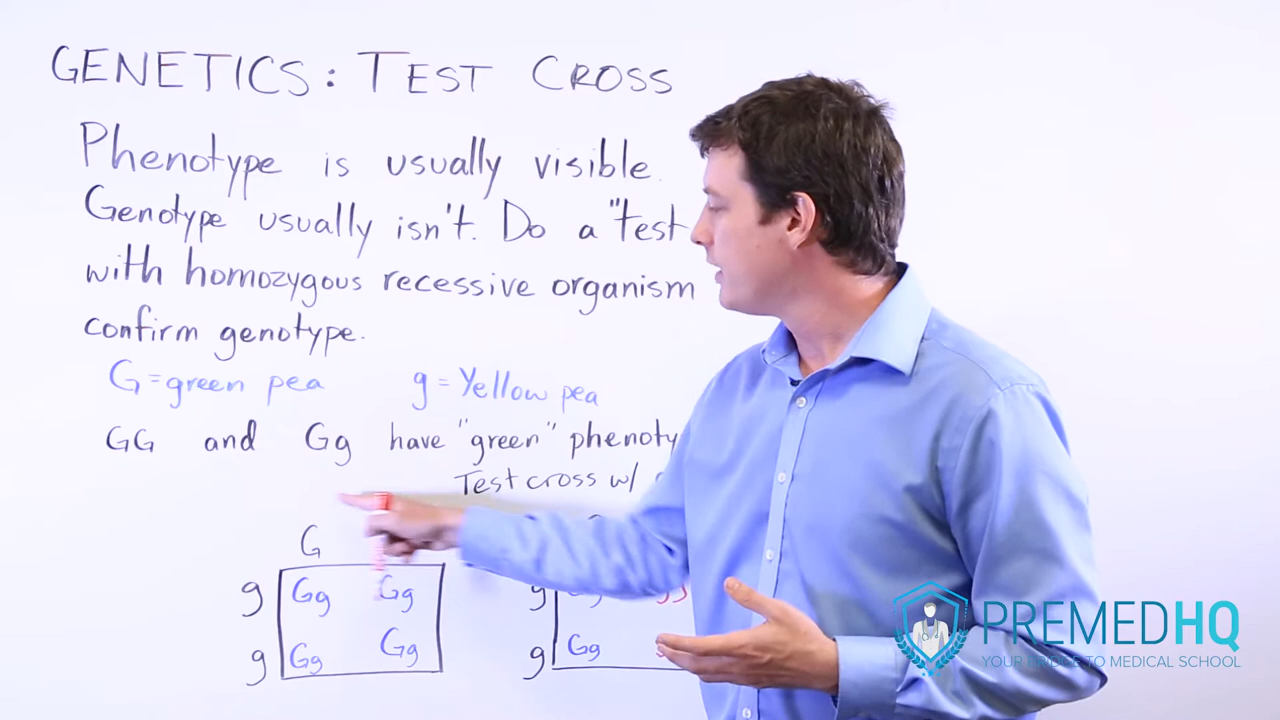 GENETICS: TEST CROSS
Phenotype is usually visible.
Genotype usually isn't. Do a "test
with homozygous recessive organism
confirm genotype.
G=green pea g=Yellow pea
GG and Gg have "green" phenoty
Test cross w/
G
g Gg Gg g
g Gg Gg g Gg
PREMEDHQ
YOUR BRIDGE TO MEDICAL SCHOOL